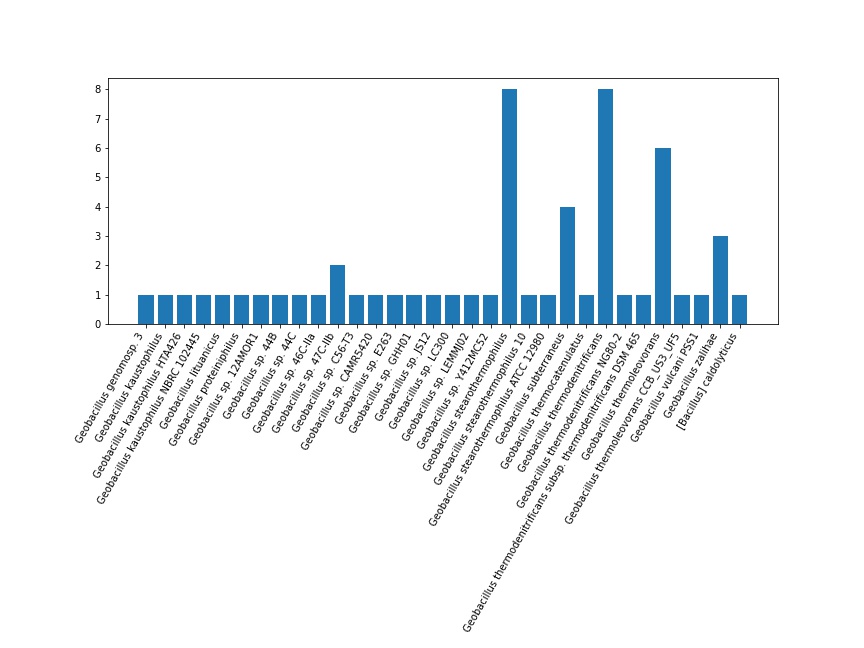 8
7
6
5
4
3
2
1
0
Geobacillus genomosp. 3
Geobacillus kaustophilus
Geobacillus kaustophilus HTA426
Geobacillus kaustophilus NBRC 102445
Geobacillus lituanicus
Geobacillus proteiniphilus
Geobacillus sp. 12AMOR1
Geobacillus sp. 44B
Geobacillus sp. 44C
Geobacillus sp. 46C-IIa
Geobacillus sp. 47C-IIb
Geobacillus sp. C56-T3
Geobacillus sp. CAMR5420
Geobacillus sp. E263
Geobacillus sp. GHH01
Geobacillus sp. JS12
Geobacillus sp. LC300
Geobacillus sp. LEMMJ02
Geobacillus sp. Y412MC52
Geobacillus stearothermophilus
Geobacillus stearothermophilus 10
Geobacillus stearothermophilus ATCC 12980
Geobacillus subterraneus
Geobacillus thermocatenulatus
Geobacillus thermodenitrificans
Geobacillus thermodenitrificans NG80-2
Geobacillus thermodenitrificans subsp. thermodenitrificans DSM 465
Geobacillus thermoleovorans
Geobacillus thermoleovorans CCB_US3_UF5
Geobacillus vulcani PSS1
Geobacillus zalihae
[Bacillus] caldolyticus